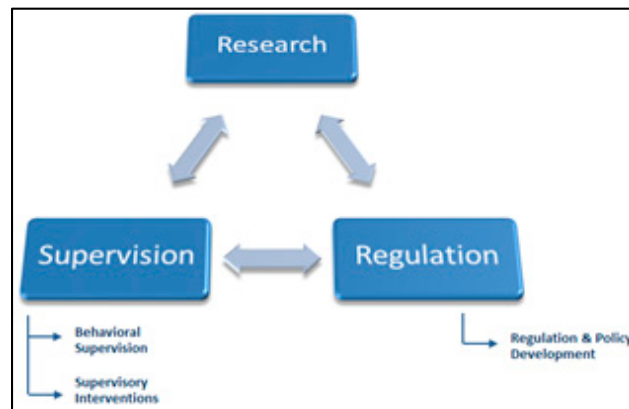 Research
Supervision
Regulation
Behavioral
Supervision
Supervisory
Interventions
Regulation & Policy
Development